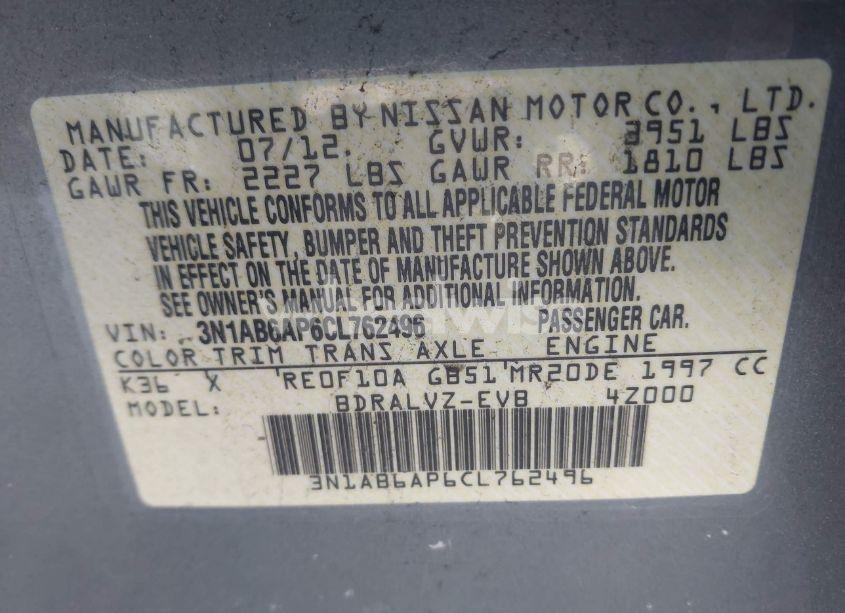 MANUFACTURED BY NISSAN MOTOR CO., LTD.
DATE: 07/12. GVWR: 3951 LBS
GAWR FR: 2227 LBS GAWR RR: 1810 LBS
THIS VEHICLE CONFORMS TO ALL APPLICABLE FEDERAL MOTOR
VEHICLE SAFETY, BUMPER AND THEFT PREVENTION STANDARDS
IN EFFECT ON THE DATE OF MANUFACTURE SHOWN ABOVE.
SEE OWNER'S MANUAL FOR ADDITIONAL INFORMATION.
VIN: 3N1AB6AP6CL762496 PASSENGER CAR.
COLOR TRIM TRANS AXLE ENGINE
K36 X RE0F10A GB51 MR20DE 1997 CC
MODEL: BDRALVZ-EVB 4Z000
3N1AB6AP6CL762496